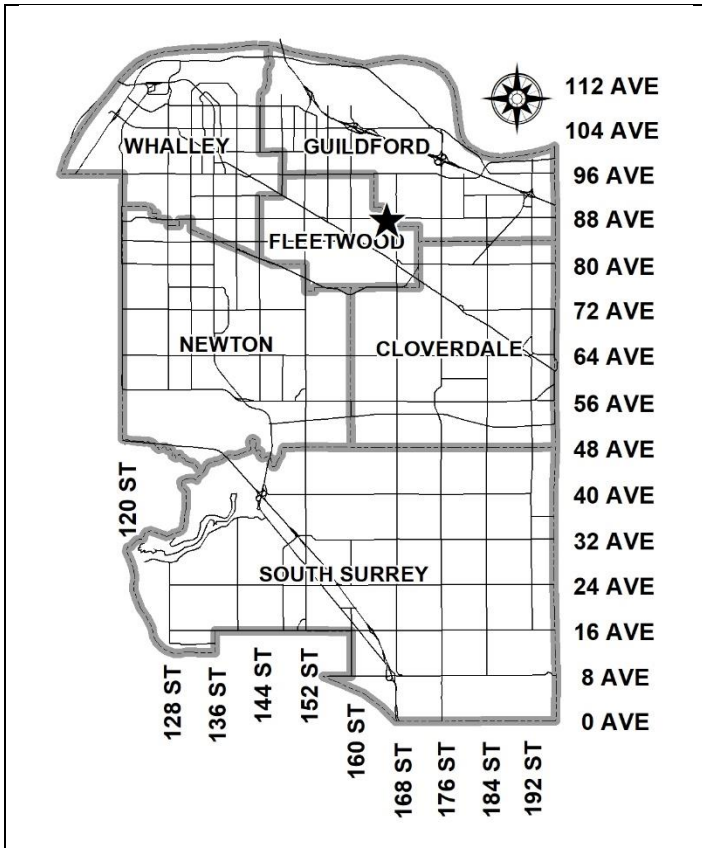 112 AVE
104 AVE
WHALLEY
GUILDFORD
96 AVE
88 AVE
FLEETWOOD
80 AVE
72 AVE
NEWTON
CLOVERDALE
64 AVE
56 AVE
48 AVE
120 ST
40 AVE
32 AVE
SOUTH SURREY
24 AVE
16 AVE
8 AVE
0 AVE
128 ST
136 ST
144 ST
152 ST
160 ST
168 ST
176 ST
184 ST
192 ST